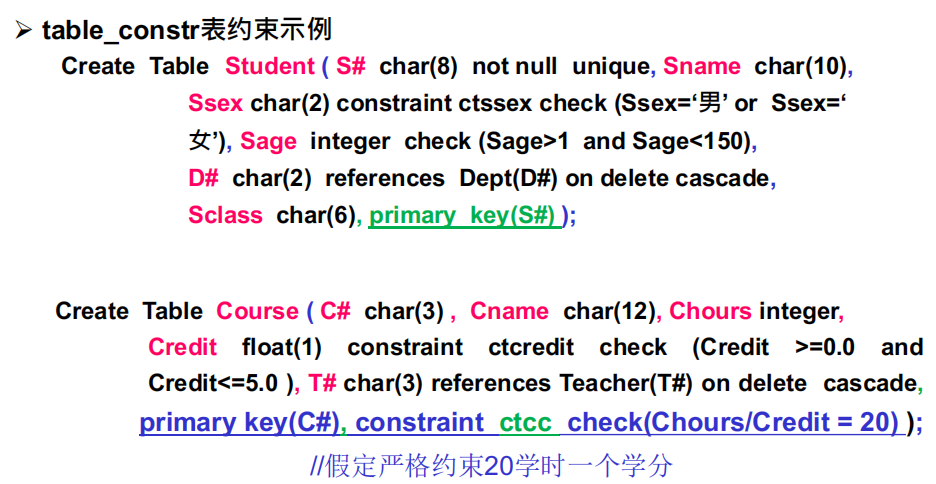 ➢ table_constr表约束示例
Create Table Student ( S# char(8) not null unique, Sname char(10),
Ssex char(2) constraint ctssex check (Ssex=‘男’ or Ssex=‘
女’), Sage integer check (Sage>1 and Sage<150),
D# char(2) references Dept(D#) on delete cascade,
Sclass char(6), primary key(S#) );
Create Table Course ( C# char(3) , Cname char(12), Chours integer,
Credit float(1) constraint ctcredit check (Credit >=0.0 and
Credit<=5.0 ), T# char(3) references Teacher(T#) on delete cascade,
primary key(C#), constraint ctcc check(Chours/Credit = 20) );
//假定严格约束20学时一个学分